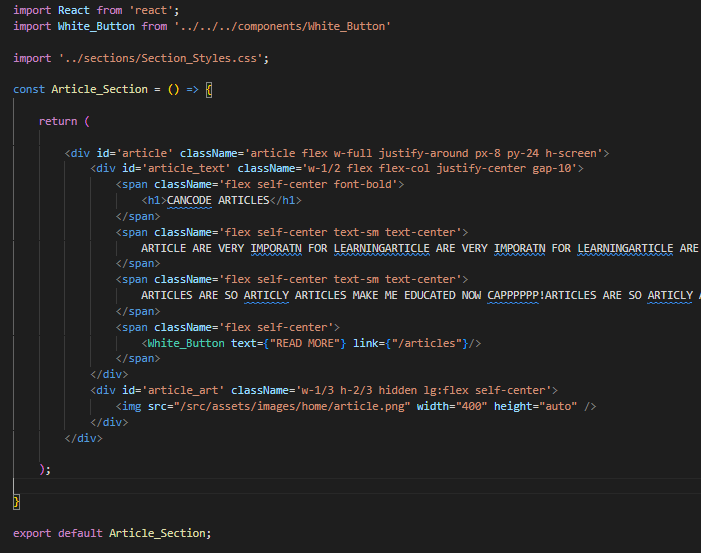 import React from 'react';
import White_Button from '../../../components/White_Button'
import '../sections/Section_Styles.css';
const Article_Section = () => {
return (
<div id='article' className='article flex w-full justify-around px-8 py-24 h-screen'>
<div id='article_text' className='w-1/2 flex flex-col justify-center gap-10'>
<span className='flex self-center font-bold'>
<h1>CANCODE ARTICLES</h1>
</span>
<span className='flex self-center text-sm text-center'>
ARTICLE ARE VERY IMPORATN FOR LEARNINGARTICLE ARE VERY IMPORATN FOR LEARNINGARTICLE ARE
</span>
<span className='flex self-center text-sm text-center'>
ARTICLES ARE SO ARTICLY ARTICLES MAKE ME EDUCATED NOW CAPPPPPP!ARTICLES ARE SO ARTICLY A
</span>
<span className='flex self-center'>
<White_Button text={"READ MORE"} link={"/articles"}/>
</span>
</div>
<div id='article_art' className='w-1/3 h-2/3 hidden lg:flex self-center'>
<img src="/src/assets/images/home/article.png" width="400" height="auto" />
</div>
</div>
);
}
export default Article_Section;